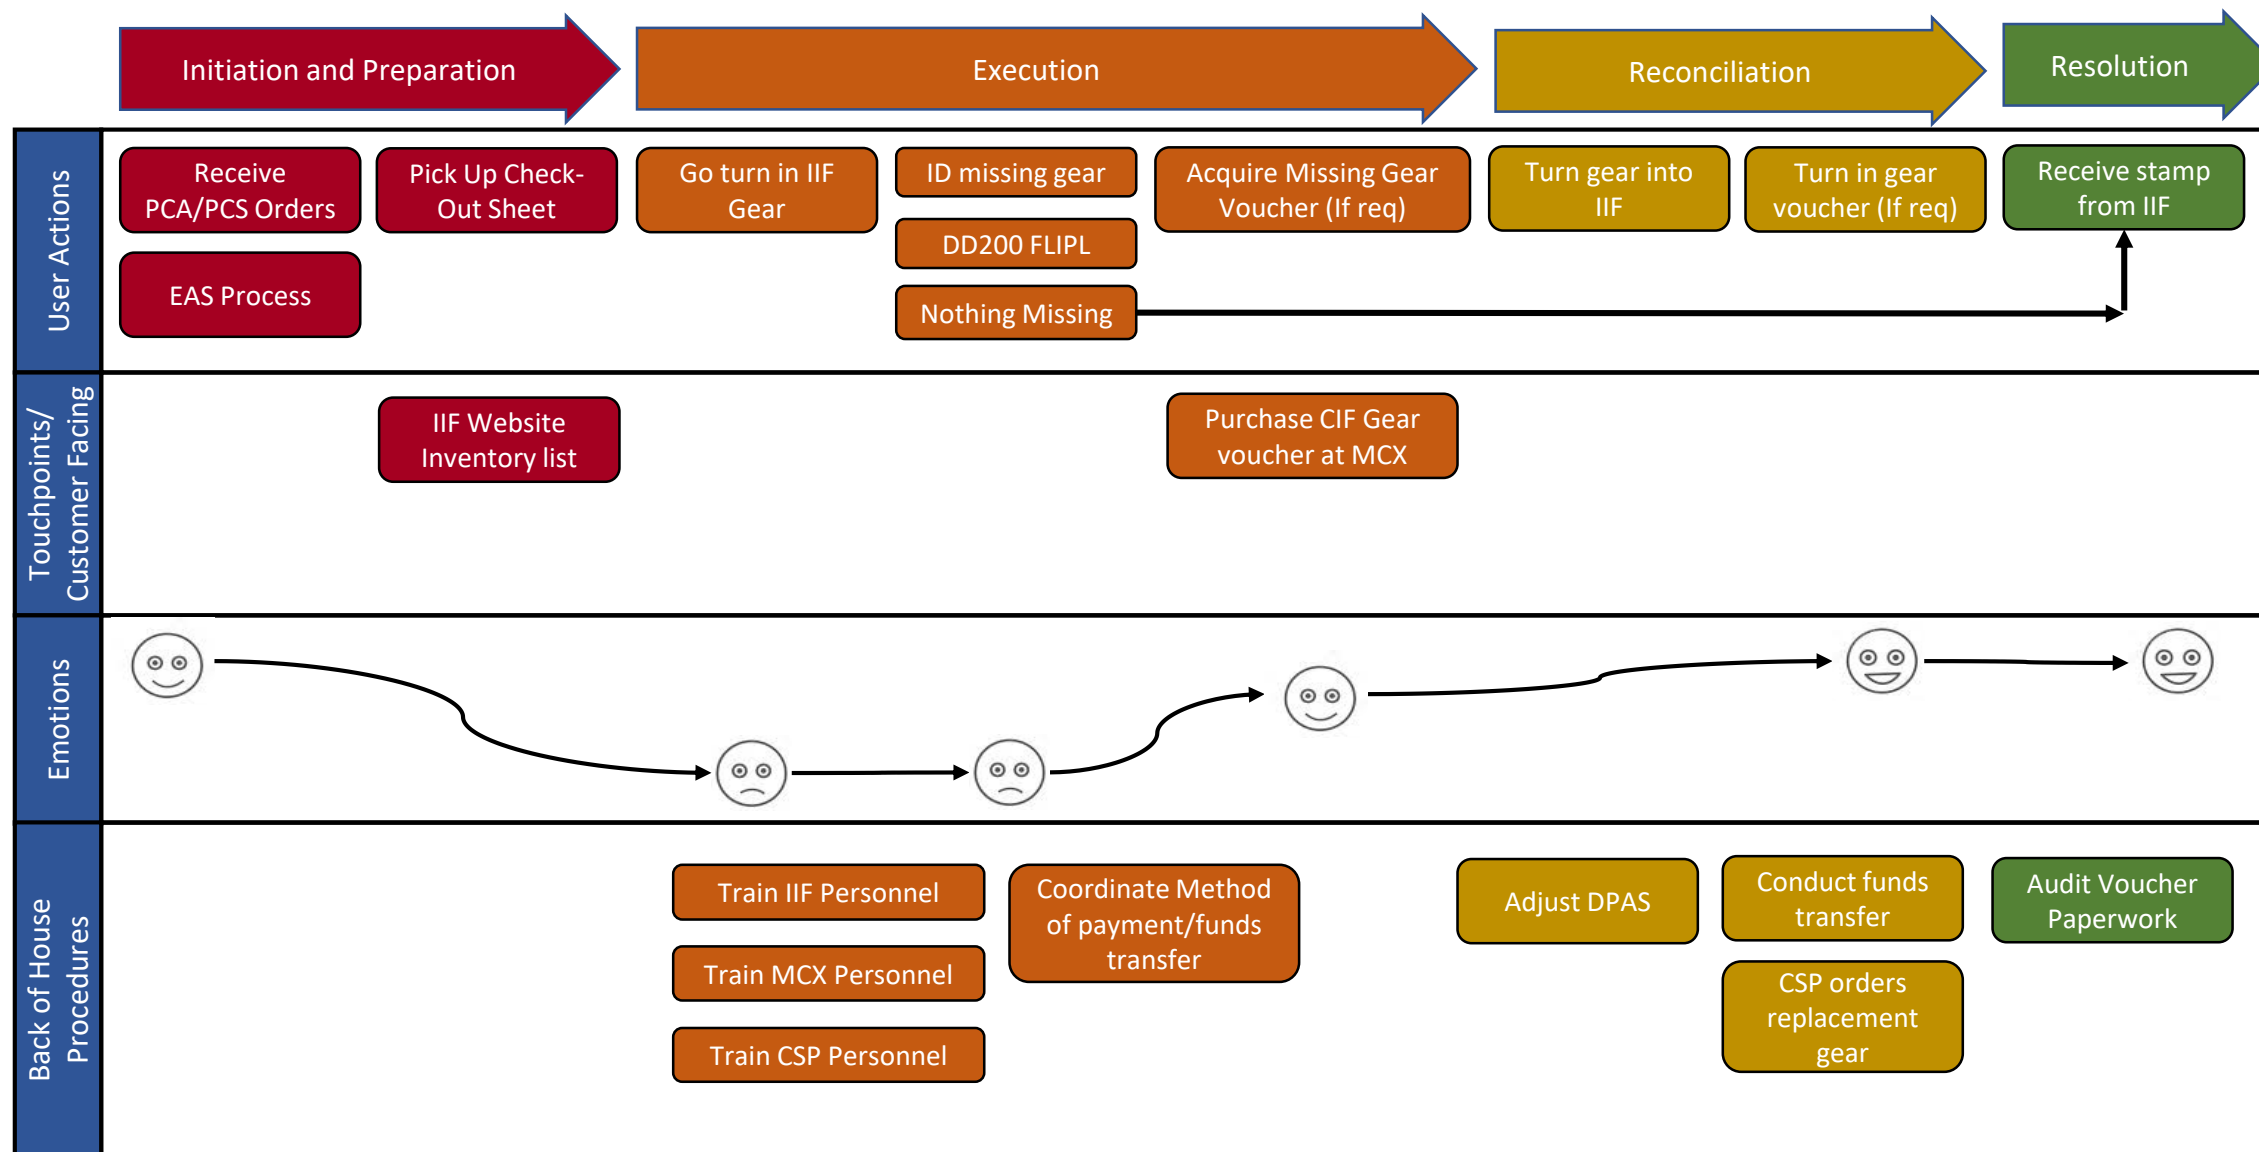 Initiation and Preparation
Execution
Reconciliation
Resolution
User Actions
Receive
PCA/PCS Orders
EAS Process
Pick Up Check-
Out Sheet
Go turn in IIF
Gear
ID missing gear
DD200 FLIPL
Nothing Missing
Acquire Missing Gear
Voucher (If req)
Turn gear into
IIF
Turn in gear
voucher (If req)
Receive stamp
from IIF
Touchpoints/
Customer Facing
IIF Website
Inventory list
Purchase CIF Gear
voucher at MCX
Emotions
Back of House
Procedures
Train IIF Personnel
Train MCX Personnel
Train CSP Personnel
Coordinate Method
of payment/funds
transfer
Adjust DPAS
Conduct funds
transfer
CSP orders
replacement
gear
Audit Voucher
Paperwork